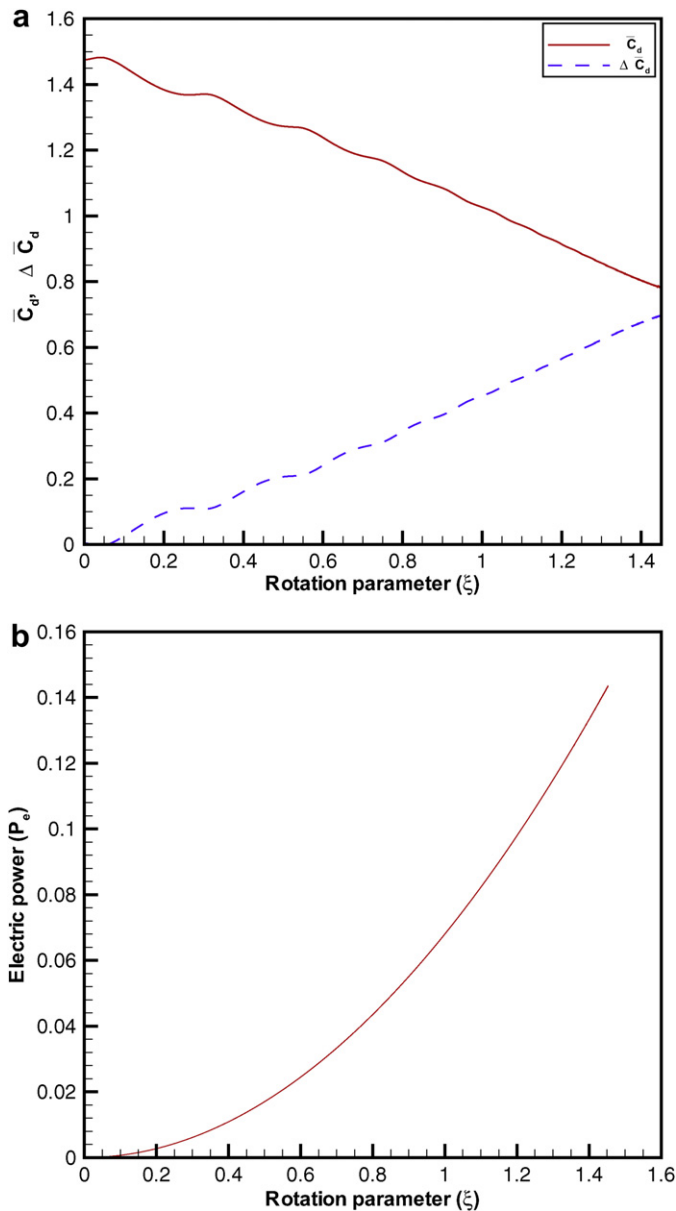 a
1.6
1.4
1.2
1
0.8
0.6
0.4
0.2
0
C̅d, Δ C̅d
C̅d
Δ C̅d
0 0.2 0.4 0.6 0.8 1 1.2 1.4
Rotation parameter (ξ)
b
0.16
0.14
0.12
0.1
0.08
0.06
0.04
0.02
0
Electric power (Pe)
0 0.2 0.4 0.6 0.8 1 1.2 1.4 1.6
Rotation parameter (ξ)